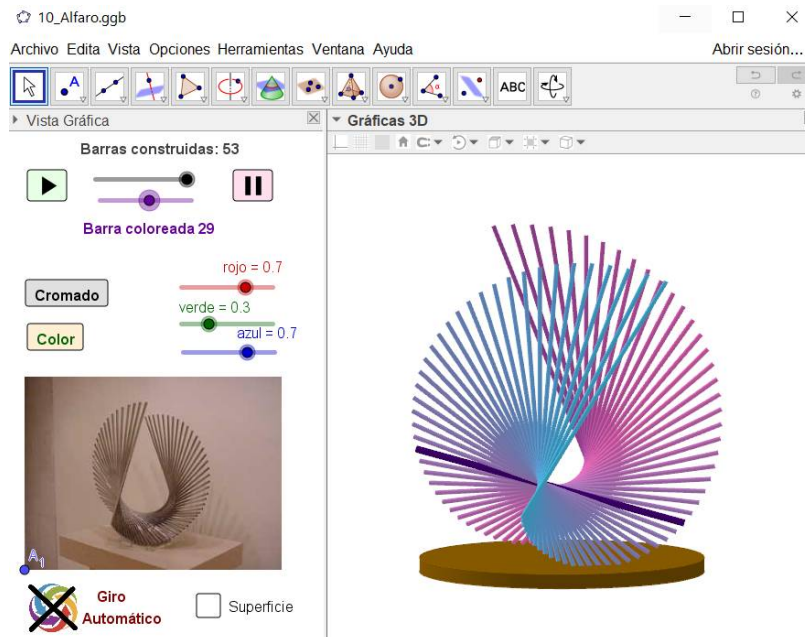 10_Alfaro.ggb
Archivo Edita Vista Opciones Herramientas Ventana Ayuda Abrir sesión...
A α ABC
Vista Gráfica
Gráficas 3D
Barras construidas: 53
Barra coloreada 29
rojo = 0.7
Cromado
verde = 0.3
azul = 0.7
Color
A1
Giro
Automático
Superficie